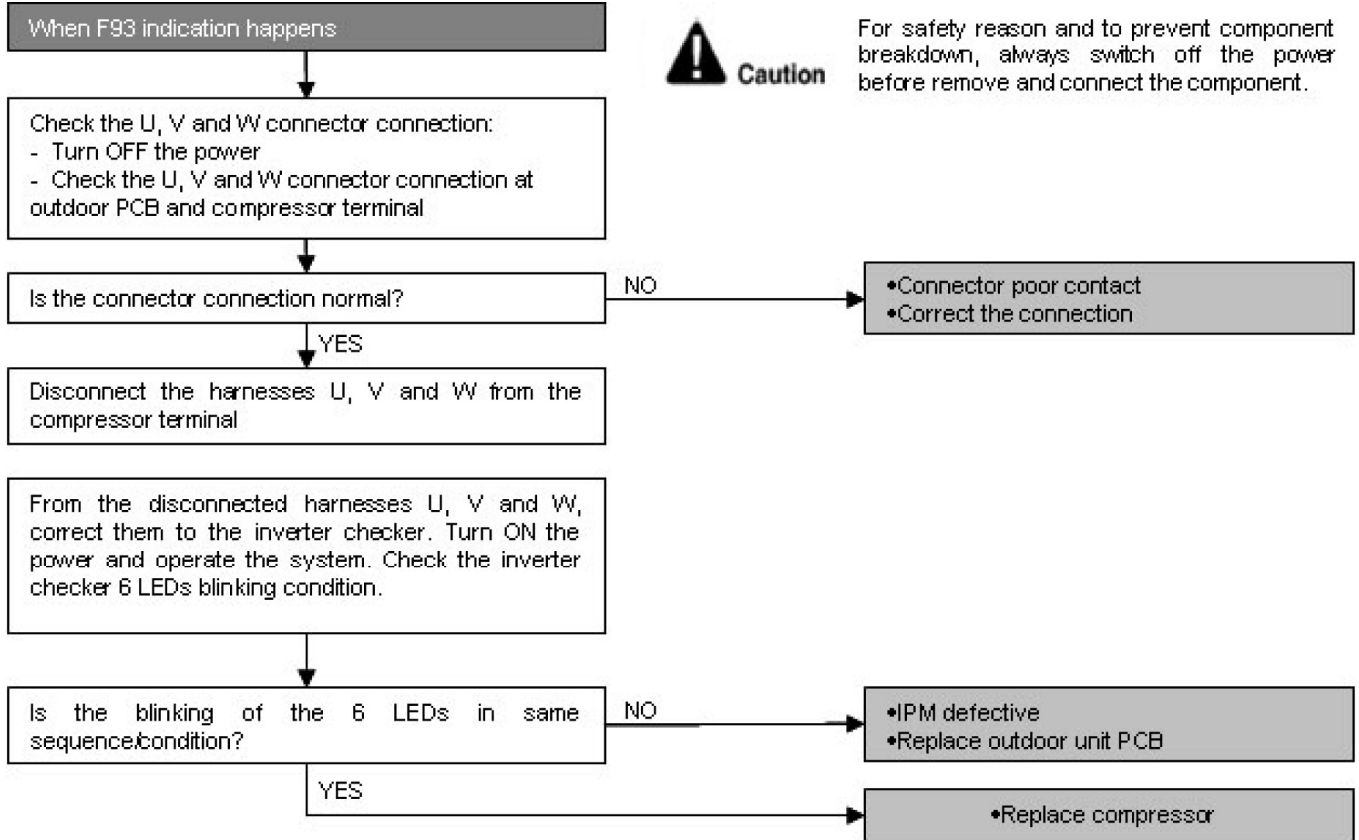 When F93 indication happens
Caution
For safety reason and to prevent component
breakdown, always switch off the power
before remove and connect the component.
Check the U, V and W connector connection:
- Turn OFF the power
- Check the U, V and W connector connection at
outdoor PCB and compressor terminal
Is the connector connection normal?
NO
•Connector poor contact
•Correct the connection
YES
Disconnect the harnesses U, V and W from the
compressor terminal
From the disconnected harnesses U, V and W,
correct them to the inverter checker. Turn ON the
power and operate the system. Check the inverter
checker 6 LEDs blinking condition.
Is the blinking of the 6 LEDs in same
sequence/condition?
NO
•IPM defective
•Replace outdoor unit PCB
YES
•Replace compressor